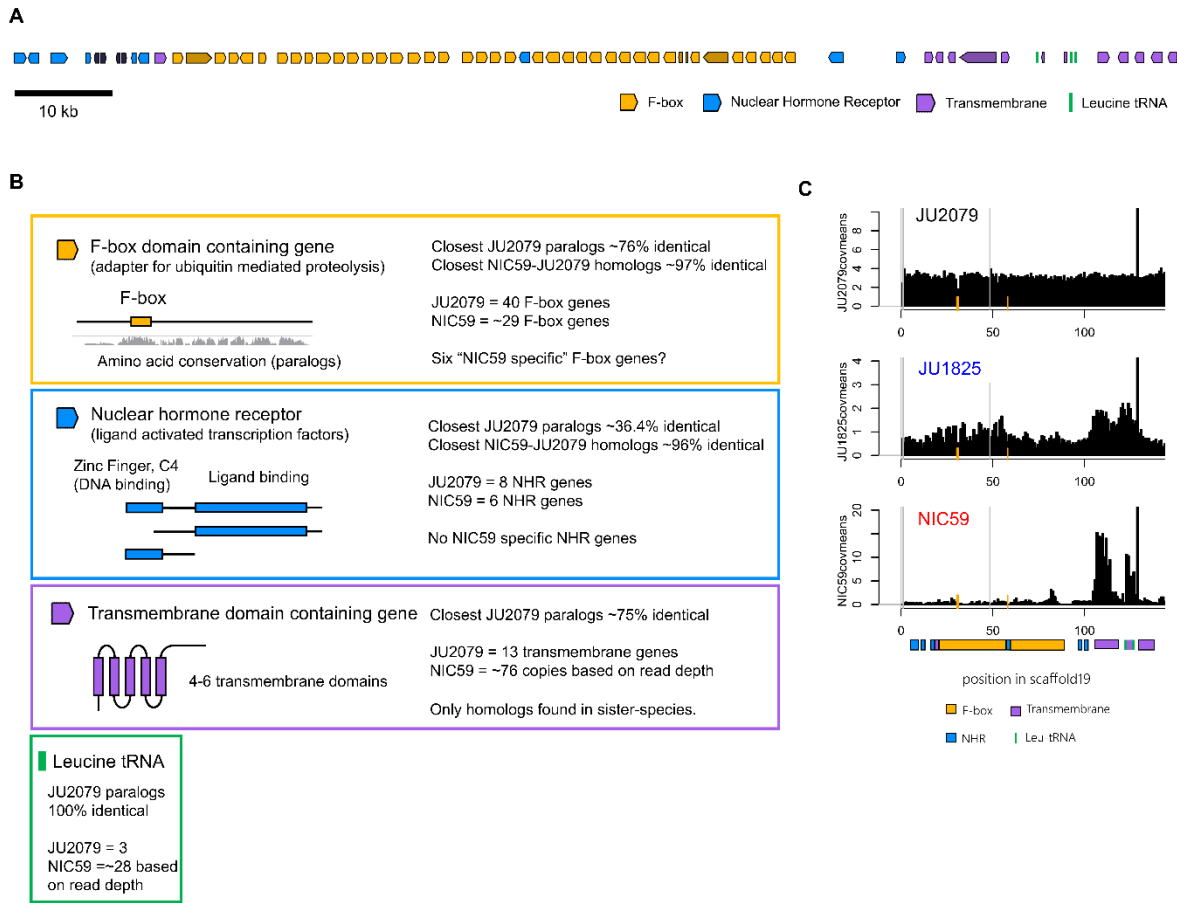 A
10 kb
F-box
Nuclear Hormone Receptor
Transmembrane
Leucine tRNA
B
F-box domain containing gene
(adapter for ubiquitin mediated proteolysis)
F-box
Amino acid conservation (paralogs)
Closest JU2079 paralogs ~76% identical
Closest NIC59-JU2079 homologs ~97% identical
JU2079 = 40 F-box genes
NIC59 = ~29 F-box genes
Six “NIC59 specific” F-box genes?
Nuclear hormone receptor
(ligand activated transcription factors)
Zinc Finger, C4
(DNA binding)
Ligand binding
Closest JU2079 paralogs ~36.4% identical
Closest NIC59-JU2079 homologs ~96% identical
JU2079 = 8 NHR genes
NIC59 = 6 NHR genes
No NIC59 specific NHR genes
Transmembrane domain containing gene
4-6 transmembrane domains
Closest JU2079 paralogs ~75% identical
JU2079 = 13 transmembrane genes
NIC59 = ~76 copies based on read depth
Only homologs found in sister-species.
Leucine tRNA
JU2079 paralogs
100% identical
JU2079 = 3
NIC59 =~28 based
on read depth
C
JU2079
JU2079covmeans
8
6
4
2
0
0
50
100
JU1825
JU1825covmeans
4
3
2
1
0
0
50
100
NIC59
NIC59covmeans
20
15
10
5
0
0
50
100
position in scaffold19
F-box
Transmembrane
NHR
Leu tRNA